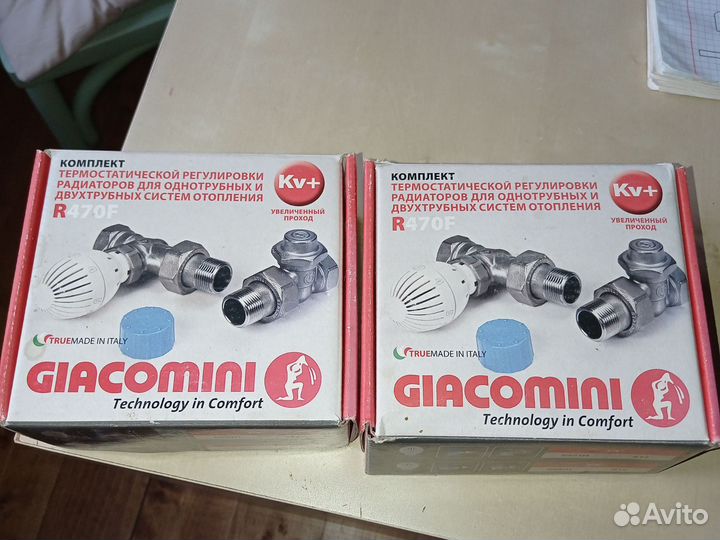 КОМПЛЕКТ
ТЕРМОСТАТИЧЕСКОЙ РЕГУЛИРОВКИ
РАДИАТОРОВ ДЛЯ ОДНОТРУБНЫХ И
ДВУХТРУБНЫХ СИСТЕМ ОТОПЛЕНИЯ
R470F
Kv+
УВЕЛИЧЕННЫЙ
ПРОХОД
TRUEMADE IN ITALY
GIACOMINI
Technology in Comfort
КОМПЛЕКТ
ТЕРМОСТАТИЧЕСКОЙ РЕГУЛИРОВКИ
РАДИАТОРОВ ДЛЯ ОДНОТРУБНЫХ И
ДВУХТРУБНЫХ СИСТЕМ ОТОПЛЕНИЯ
R470F
Kv+
УВЕЛИЧЕННЫЙ
ПРОХОД
TRUEMADE IN ITALY
GIACOMINI
Technology in Comfort
Avito